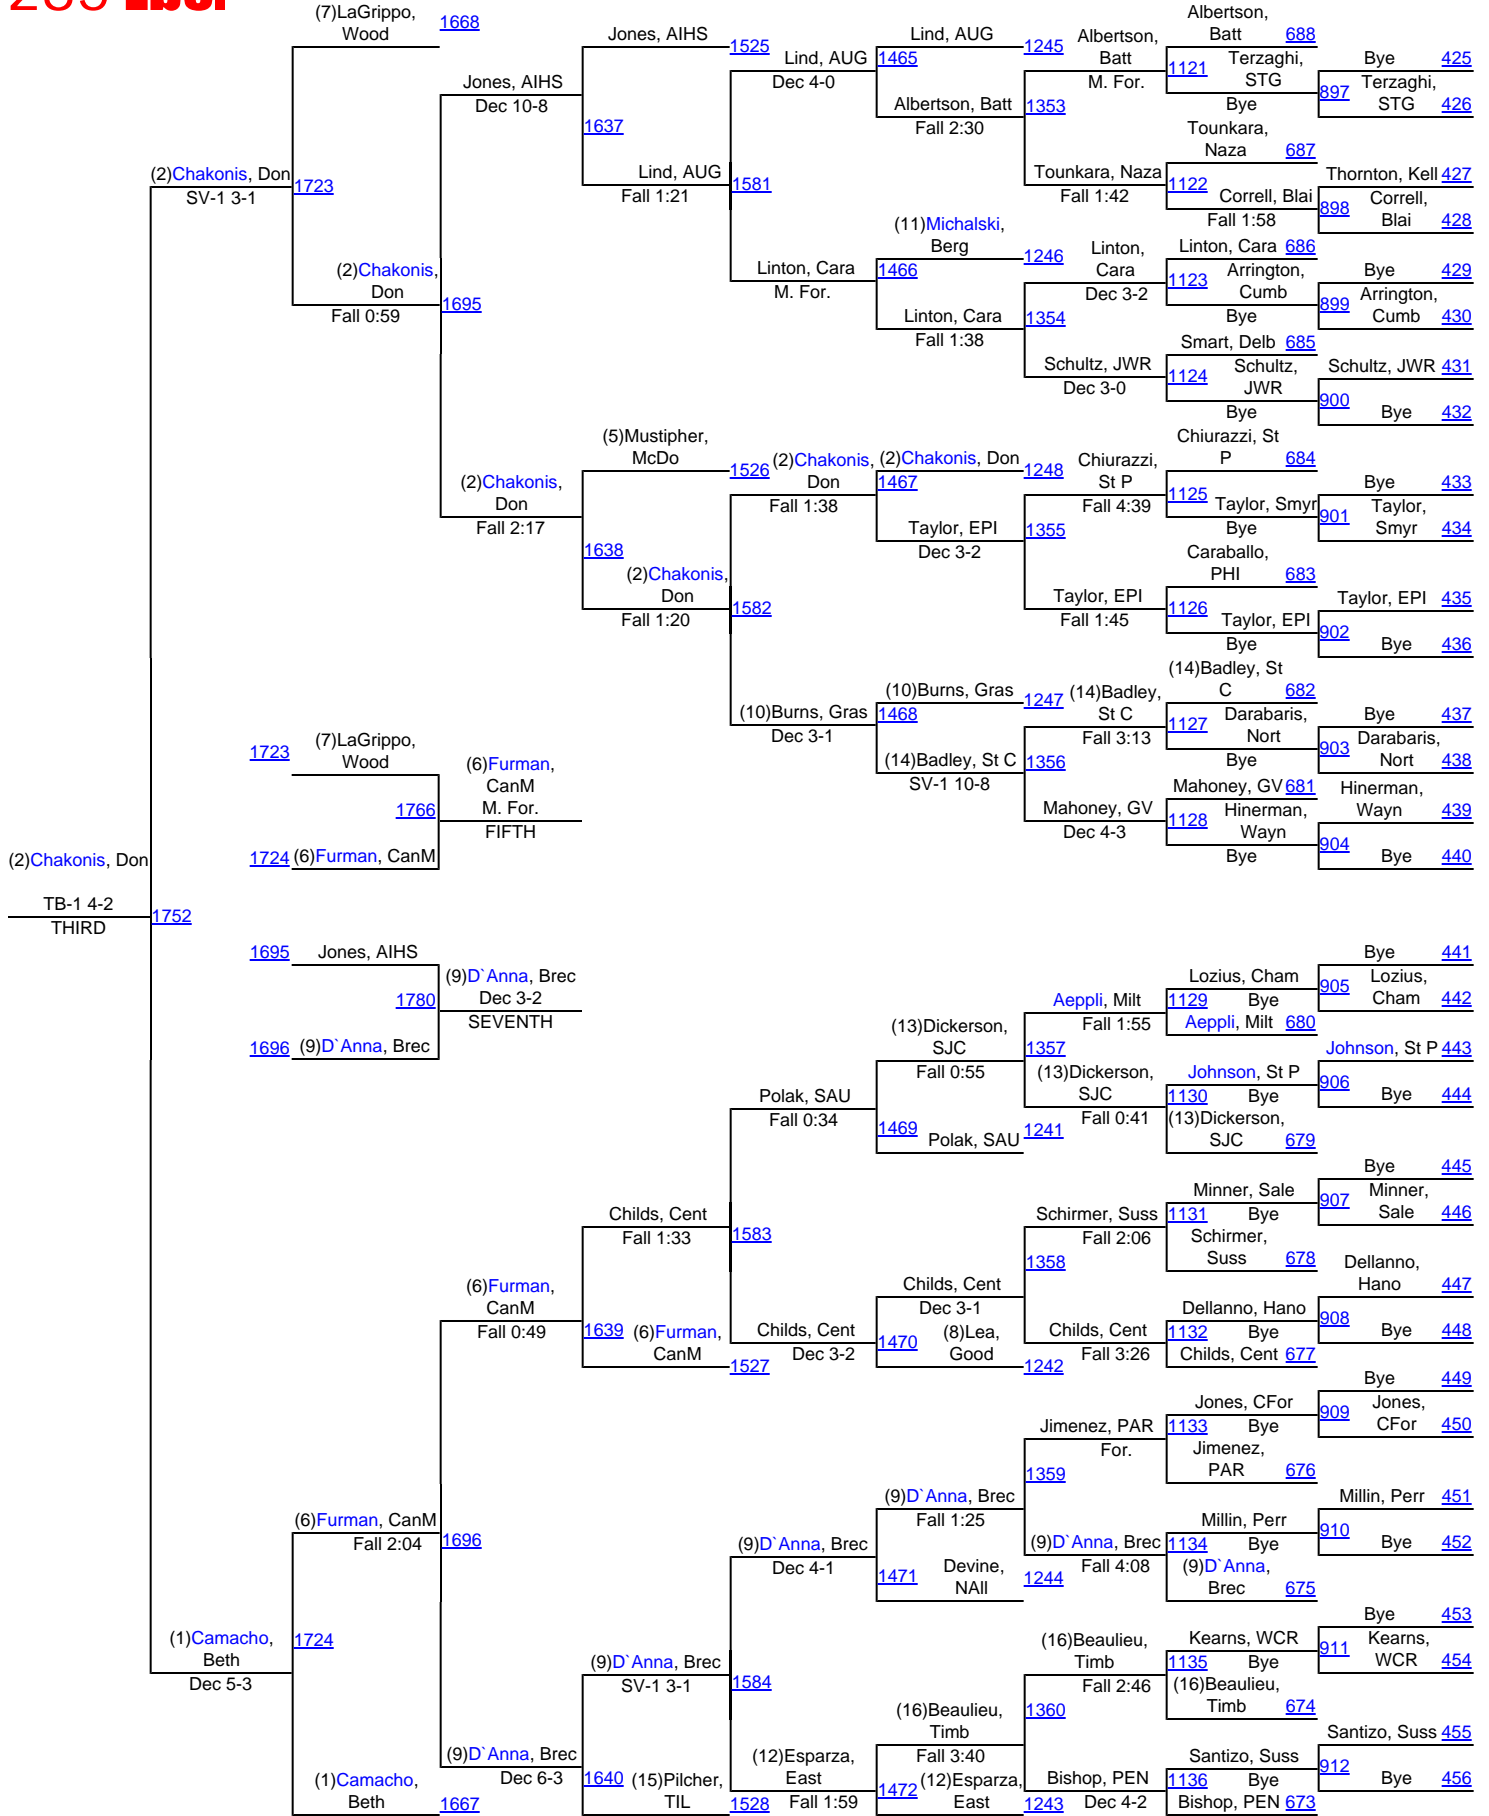 285 Lbsr
(7)LaGrippo,
Wood
1668
Jones, AIHS
Dec 10-8
(2)Chakonis, Don
SV-1 3-1
1723
(2)Chakonis,
Don
Fall 0:59
1695
(2)Chakonis,
Don
Fall 2:17
Jones, AIHS
1525
1637
Lind, AUG
Fall 1:21
Lind, AUG
Dec 4-0
1581
Linton, Cara
M. For.
Lind, AUG
1245
1465
Albertson, Batt
Fall 2:30
(11)Michalski,
Berg
1246
1466
Linton, Cara
Fall 1:38
Albertson,
Batt
M. For.
1353
Tounkara, Naza
Fall 1:42
Linton,
Cara
Dec 3-2
1354
Schultz, JWR
Dec 3-0
Albertson,
Batt
688
1121
Terzaghi,
STG
Bye
Tounkara,
Naza
687
1122
Correll, Blai
Fall 1:58
Linton, Cara 686
1123
Arrington,
Cumb
Bye
Smart, Delb 685
1124
Schultz,
JWR
Bye
Bye 425
897
Terzaghi,
STG 426
Thornton, Kell 427
898
Correll,
Blai 428
Bye 429
899
Arrington,
Cumb 430
Schultz, JWR 431
900
Bye 432
(5)Mustipher,
McDo
1526
1638
(2)Chakonis,
Don
Fall 1:20
(2)Chakonis,
Don
Fall 1:38
1582
(10)Burns, Gras
Dec 3-1
(2)Chakonis, Don
1248
1467
Taylor, EPI
Dec 3-2
(10)Burns, Gras
1247
1468
(14)Badley, St C
SV-1 10-8
Chiurazzi,
St P
Fall 4:39
1355
Taylor, EPI
Fall 1:45
(14)Badley,
St C
Fall 3:13
1356
Mahoney, GV
Dec 4-3
Chiurazzi, St
P 684
1125
Taylor, Smyr
Bye
Caraballo,
PHI 683
1126
Taylor, EPI
Bye
(14)Badley, St
C 682
1127
Darabaris,
Nort
Bye
Mahoney, GV 681
1128
Hinerman,
Wayn
Bye
Bye 433
901
Taylor,
Smyr 434
Taylor, EPI 435
902
Bye 436
Bye 437
903
Darabaris,
Nort 438
Hinerman,
Wayn 439
904
Bye 440
1723
(7)LaGrippo,
Wood
1766
1724 (6)Furman, CanM
(6)Furman,
CanM
M. For.
FIFTH
(2)Chakonis, Don
TB-1 4-2
THIRD
1752
1695 Jones, AIHS
1780
1696 (9)D`Anna, Brec
(9)D`Anna, Brec
Dec 3-2
SEVENTH
(6)Furman, CanM
Fall 2:04
1724
(1)Camacho,
Beth
Dec 5-3
(1)Camacho,
Beth
1667
(6)Furman,
CanM
Fall 0:49
1696
(9)D`Anna, Brec
Dec 6-3
Childs, Cent
Fall 1:33
1639
(6)Furman,
CanM
1527
(9)D`Anna, Brec
SV-1 3-1
1640
(15)Pilcher,
TIL
1528
Polak, SAU
Fall 0:34
1583
Childs, Cent
Dec 3-2
(9)D`Anna, Brec
Dec 4-1
1584
(12)Esparza,
East
Fall 1:59
(13)Dickerson,
SJC
Fall 0:55
1469
Polak, SAU 1241
Childs, Cent
Dec 3-1
1470
(8)Lea,
Good
1242
(9)D`Anna, Brec
Fall 1:25
1471
Devine,
NAll
1244
(16)Beaulieu,
Timb
Fall 3:40
1472
(12)Esparza,
East
1243
Aeppli, Milt
Fall 1:55
1357
(13)Dickerson,
SJC
Fall 0:41
Schirmer, Suss
Fall 2:06
1358
Childs, Cent
Fall 3:26
Jimenez, PAR
For.
1359
(9)D`Anna, Brec
Fall 4:08
(16)Beaulieu,
Timb
Fall 2:46
1360
Bishop, PEN
Dec 4-2
Lozius, Cham
1129
Bye
Aeppli, Milt 680
Johnson, St P
1130
Bye
(13)Dickerson,
SJC 679
Minner, Sale
1131
Bye
Schirmer,
Suss 678
Dellanno, Hano
1132
Bye
Childs, Cent 677
Jones, CFor
1133
Bye
Jimenez,
PAR 676
Millin, Perr
1134
Bye
(9)D`Anna,
Brec 675
Kearns, WCR
1135
Bye
(16)Beaulieu,
Timb 674
Santizo, Suss
1136
Bye
Bishop, PEN 673
Bye 441
905
Lozius,
Cham 442
Johnson, St P 443
906
Bye 444
Bye 445
907
Minner,
Sale 446
Dellanno,
Hano 447
908
Bye 448
Bye 449
909
Jones,
CFor 450
Millin, Perr 451
910
Bye 452
Bye 453
911
Kearns,
WCR 454
Santizo, Suss 455
912
Bye 456